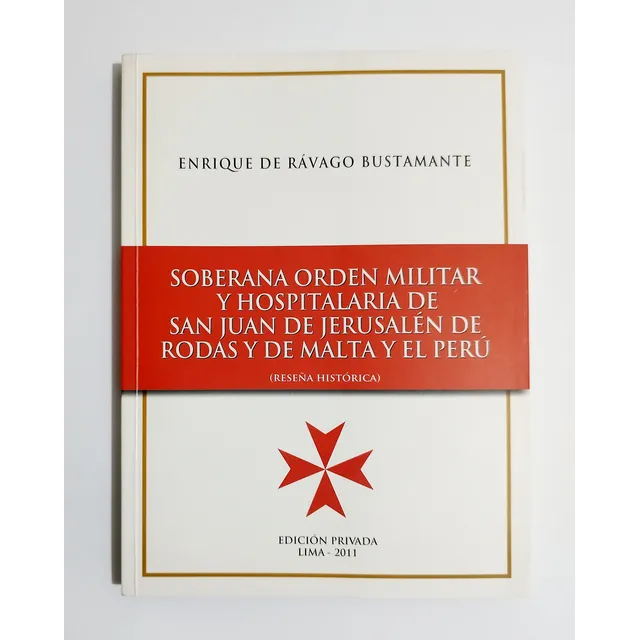 ENRIQUE DE RÁVAGO BUSTAMANTE
SOBERANA ORDEN MILITAR
Y HOSPITALARIA DE
SAN JUAN DE JERUSALÉN DE
RODAS Y DE MALTA Y EL PERÚ
(RESEÑA HISTÓRICA)
EDICIÓN PRIVADA
LIMA - 2011